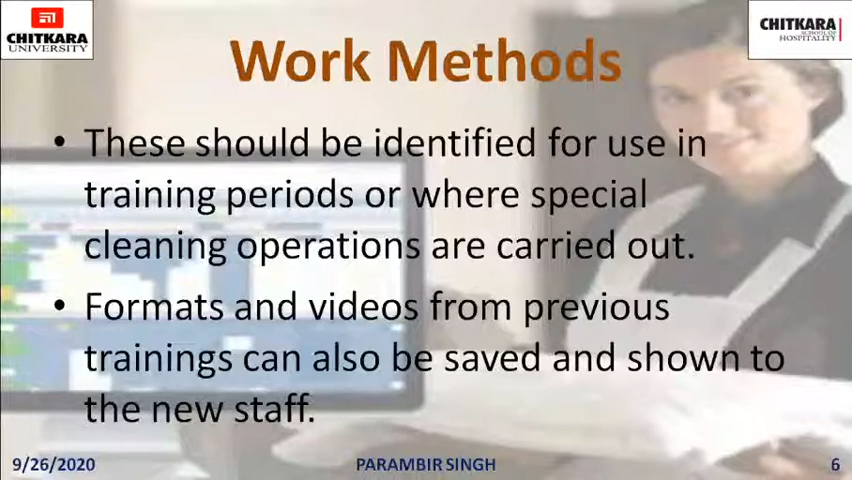 CHITKARA
UNIVERSITY
CHITKARA
SCHOOL OF
HOSPITALITY
Work Methods
• These should be identified for use in
training periods or where special
cleaning operations are carried out.
• Formats and videos from previous
trainings can also be saved and shown to
the new staff.
9/26/2020
PARAMBIR SINGH
6